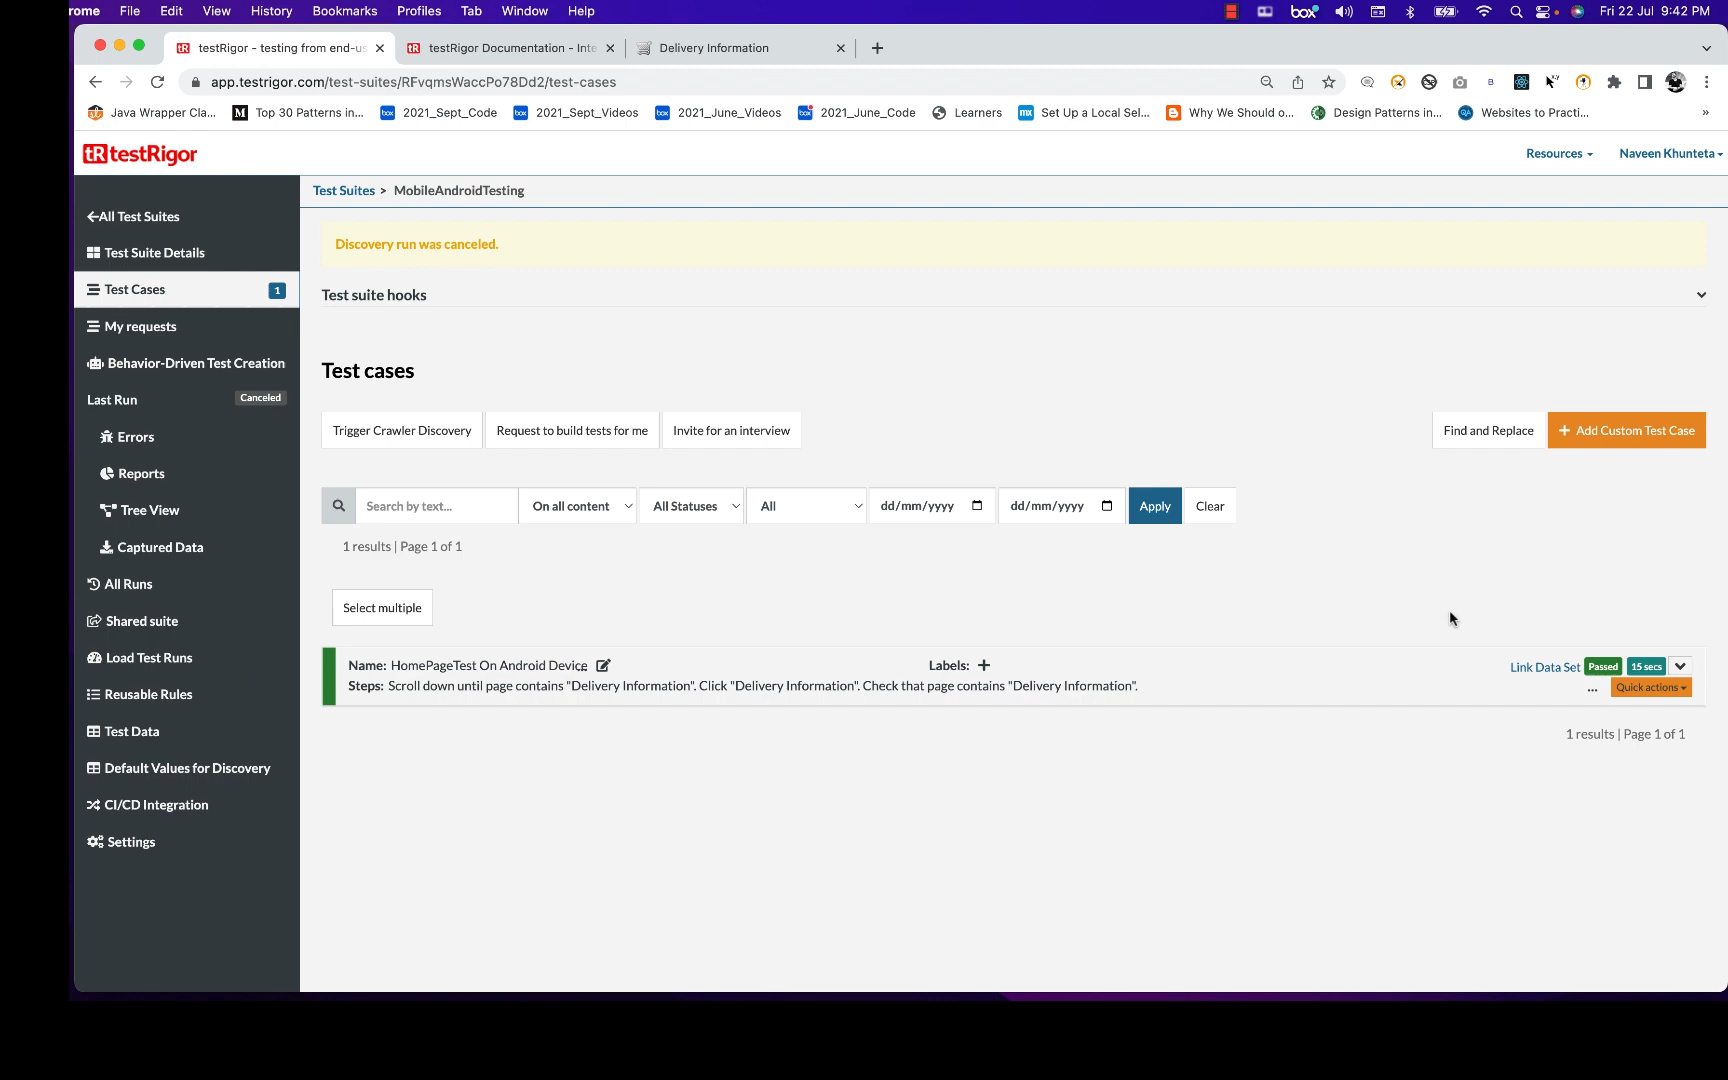 rome File Edit View History Bookmarks Profiles Tab Window Help box Fri 22 Jul 9:42 PM
testRigor - testing from end-us testRigor Documentation - Inte Delivery Information
app.testrigor.com/test-suites/RFvqmsWaccPo78Dd2/test-cases
Java Wrapper Cla... Top 30 Patterns in... 2021_Sept_Code 2021_Sept_Videos 2021_June_Videos 2021_June_Code Learners Set Up a Local Sel... Why We Should o... Design Patterns in... Websites to Practi... »
tR testRigor Resources Naveen Khunteta
Test Suites > MobileAndroidTesting
All Test Suites
Discovery run was canceled.
Test Suite Details
Test Cases 1
Test suite hooks
My requests
Behavior-Driven Test Creation
Test cases
Last Run Canceled
Trigger Crawler Discovery Request to build tests for me Invite for an interview Find and Replace + Add Custom Test Case
Errors
Reports
Search by text... On all content All Statuses All dd/mm/yyyy dd/mm/yyyy Apply Clear
Tree View
Captured Data
1 results | Page 1 of 1
All Runs
Select multiple
Shared suite
Load Test Runs
Name: HomePageTest On Android Device Labels: + Link Data Set Passed 15 secs
Steps: Scroll down until page contains "Delivery Information". Click "Delivery Information". Check that page contains "Delivery Information". ... Quick actions
Reusable Rules
Test Data
1 results | Page 1 of 1
Default Values for Discovery
CI/CD Integration
Settings